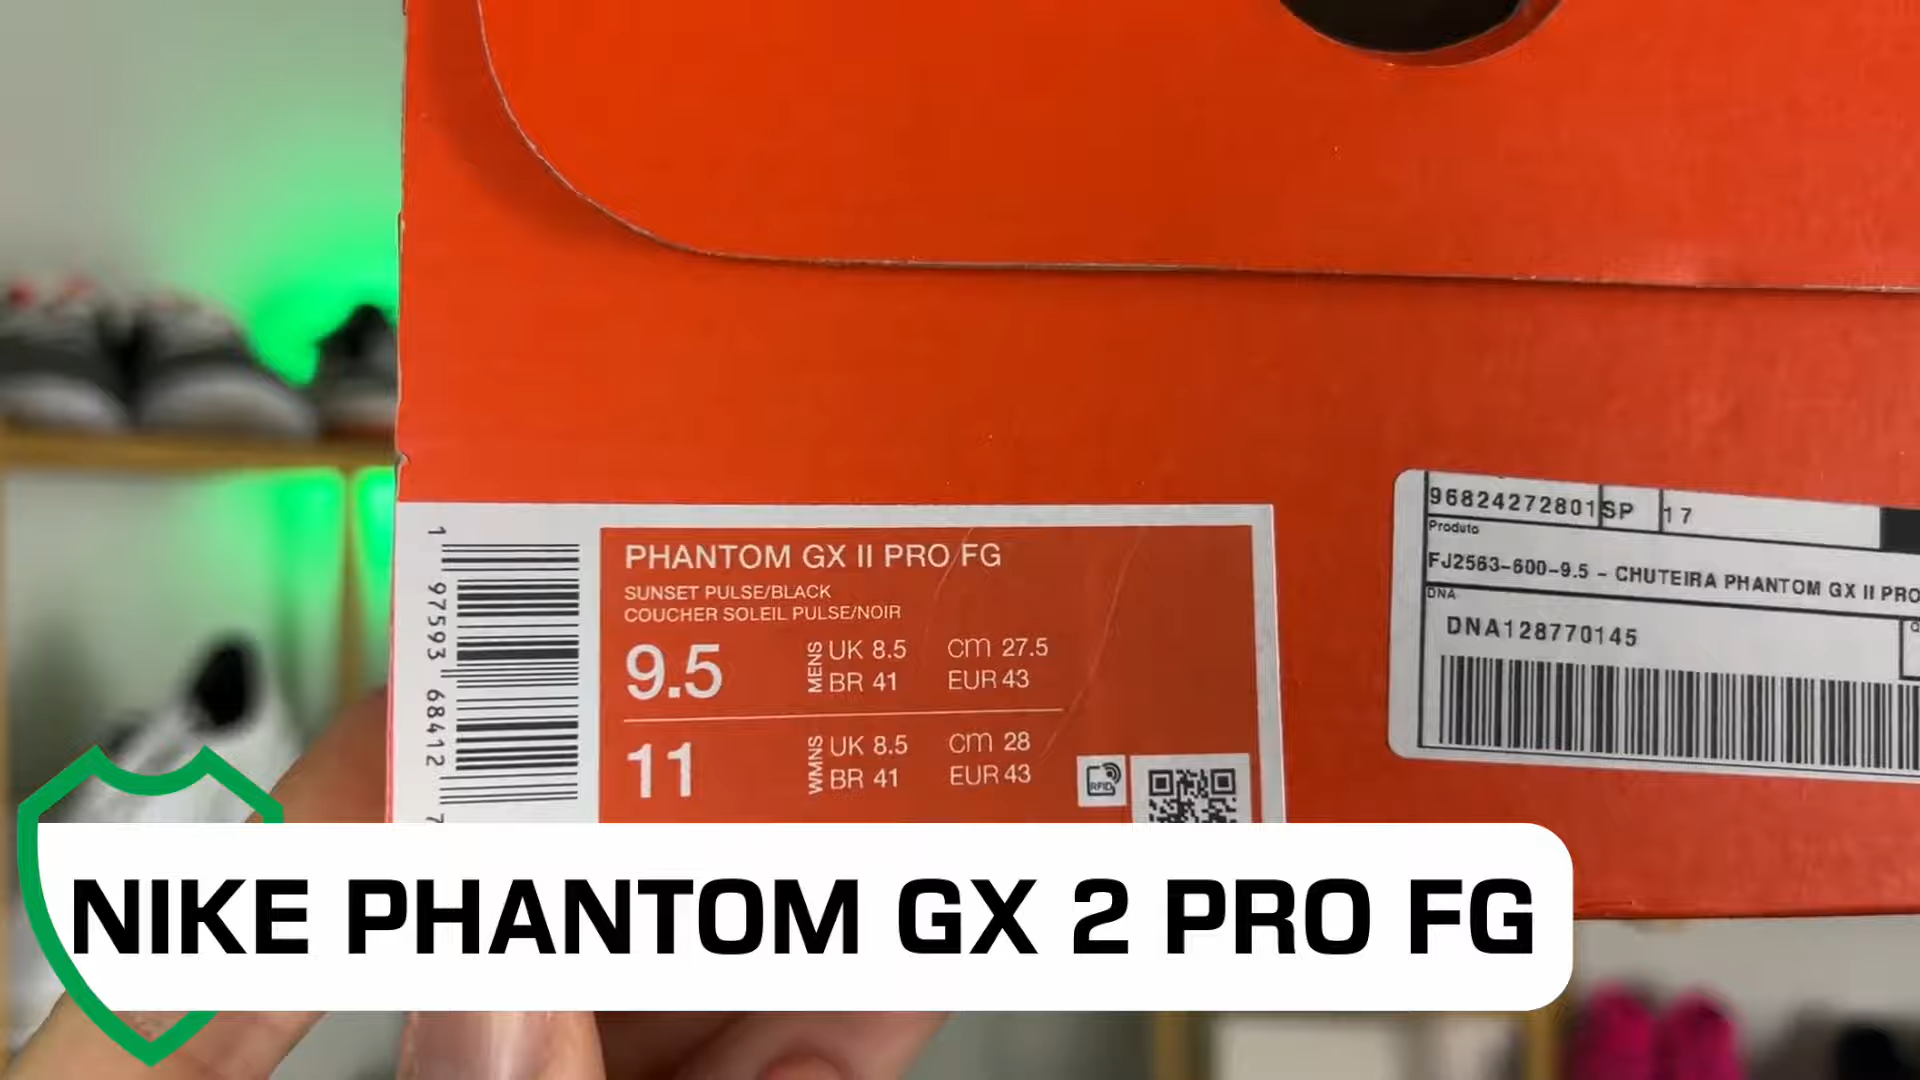 PHANTOM GX II PRO FG
SUNSET PULSE/BLACK
COUCHER SOLEIL PULSE/NOIR
9.5 MENS UK 8.5 cm 27.5
BR 41 EUR 43
11 WMNS UK 8.5 cm 28
BR 41 EUR 43
RFID
1 97593 68412 7
96824272801 SP 17
Produto
FJ2563-600-9.5 - CHUTEIRA PHANTOM GX II PRO
DNA
DNA128770145
NIKE PHANTOM GX 2 PRO FG